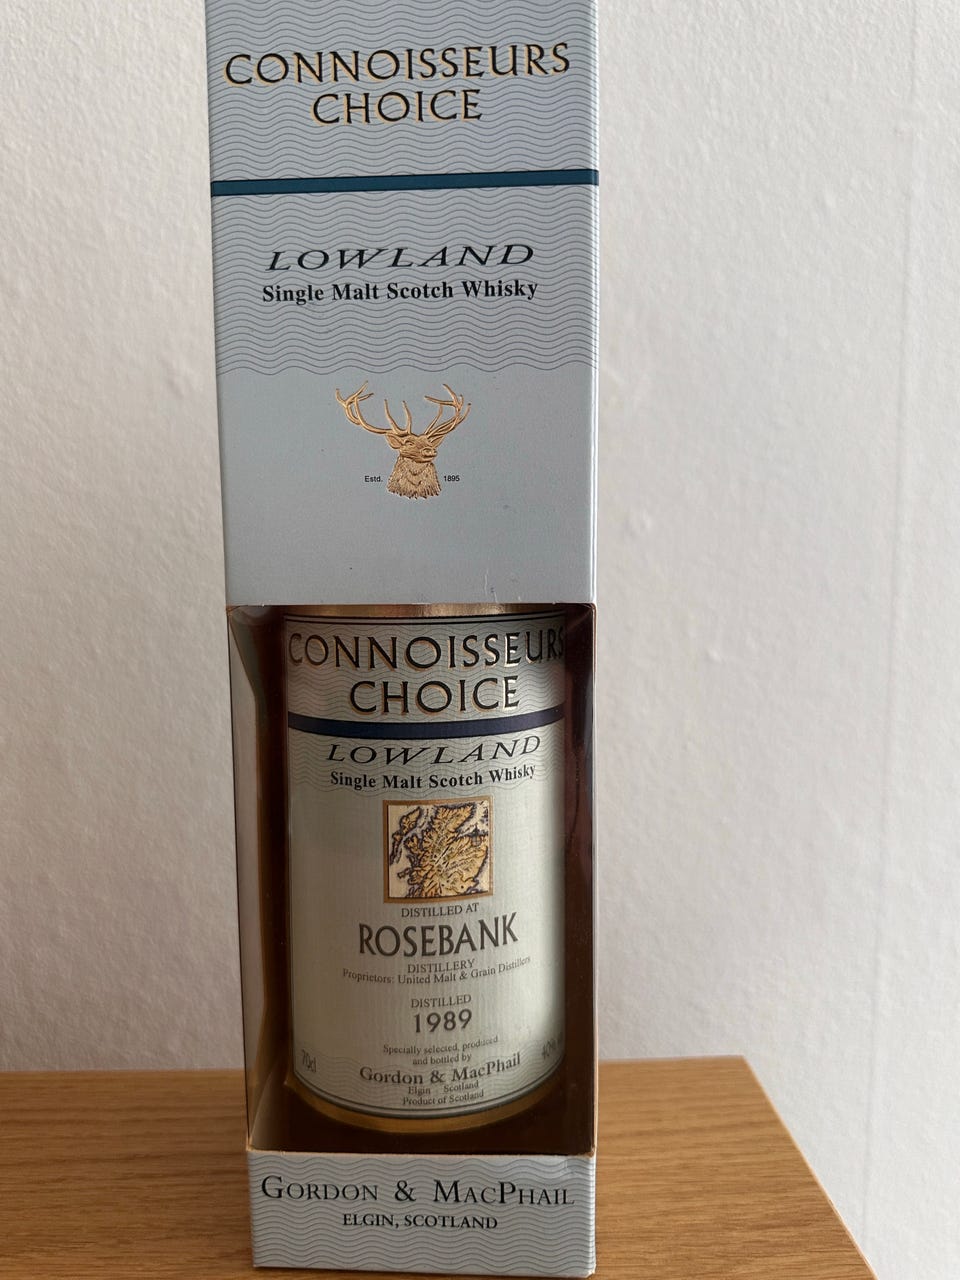 CONNOISSEURS
CHOICE
LOWLAND
Single Malt Scotch Whisky
Estd. 1895
CONNOISSEURS
CHOICE
LOWLAND
Single Malt Scotch Whisky
DISTILLED AT
ROSEBANK
DISTILLERY
Proprietors: United Malt & Grain Distillers
DISTILLED
1989
Specially selected, produced
and bottled by
70cl Gordon & MacPhail 40%
Elgin Scotland
Product of Scotland
GORDON & MACPHAIL
ELGIN, SCOTLAND